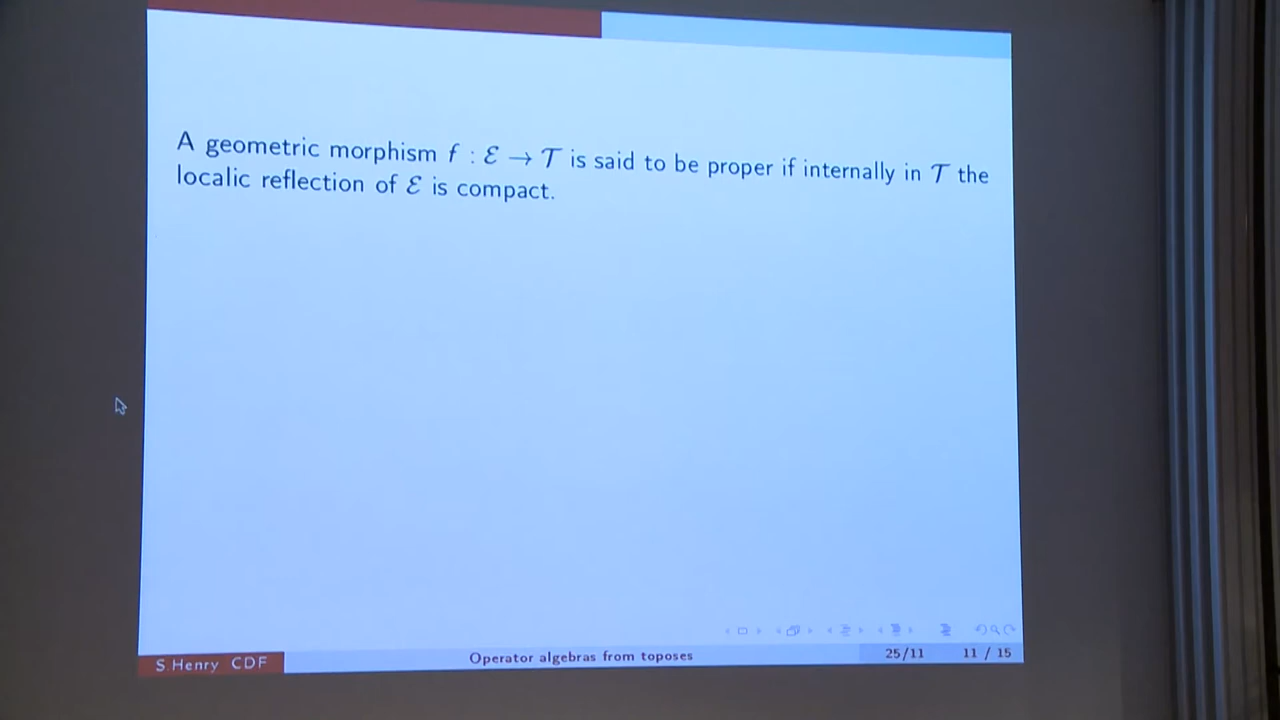 A geometric morphism f : ℰ → 𝒯 is said to be proper if internally in 𝒯 the
localic reflection of ℰ is compact.
S.Henry CDF
Operator algebras from toposes
25/11
11 / 15